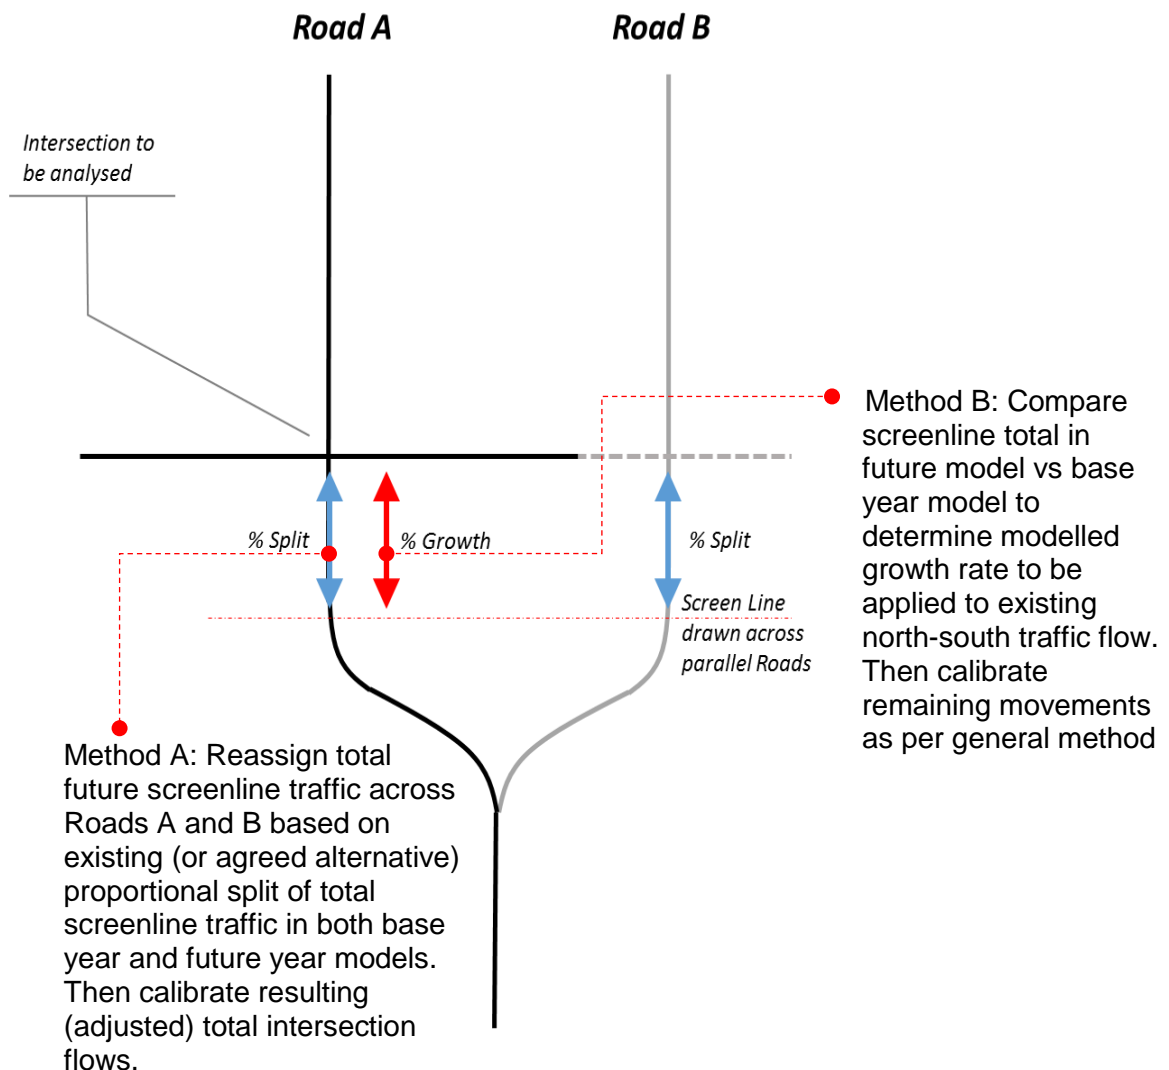 Road A
Road B
Intersection to
be analysed
% Split
% Growth
% Split
Screen Line
drawn across
parallel Roads
Method B: Compare
screenline total in
future model vs base
year model to
determine modelled
growth rate to be
applied to existing
north-south traffic flow.
Then calibrate
remaining movements
as per general method
Method A: Reassign total
future screenline traffic across
Roads A and B based on
existing (or agreed alternative)
proportional split of total
screenline traffic in both base
year and future year models.
Then calibrate resulting
(adjusted) total intersection
flows.